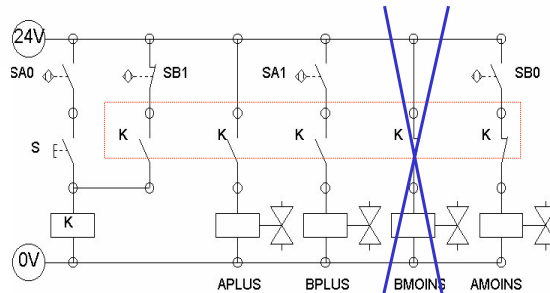 24V
SA0 SB1 SA1 SB0
S K K K K K
K
0V
APLUS BPLUS BMOINS AMOINS